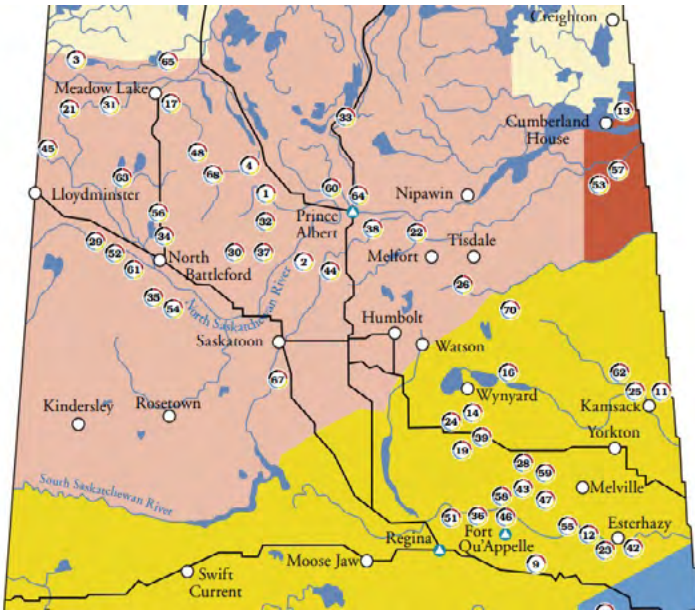 Creighton
3
65
Meadow Lake
17
21
31
33
13
Cumberland
House
45
48
4
57
63
68
53
Lloydminster
1
60
64
Nipawin
56
32
Prince
Albert
38
22
34
29
52
30
37
Tisdale
North
Battleford
61
2
44
Melfort
26
35
54
North Saskatchewan River
70
Humbolt
Saskatoon
Watson
67
16
62
25
11
Wynyard
Kindersley
Rosetown
14
Kamsack
24
39
Yorkton
19
28
59
South Saskatchewan River
58
43
47
Melville
51
36
46
55
12
Esterhazy
Regina
Fort
Qu'Appelle
23
42
9
Moose Jaw
Swift
Current